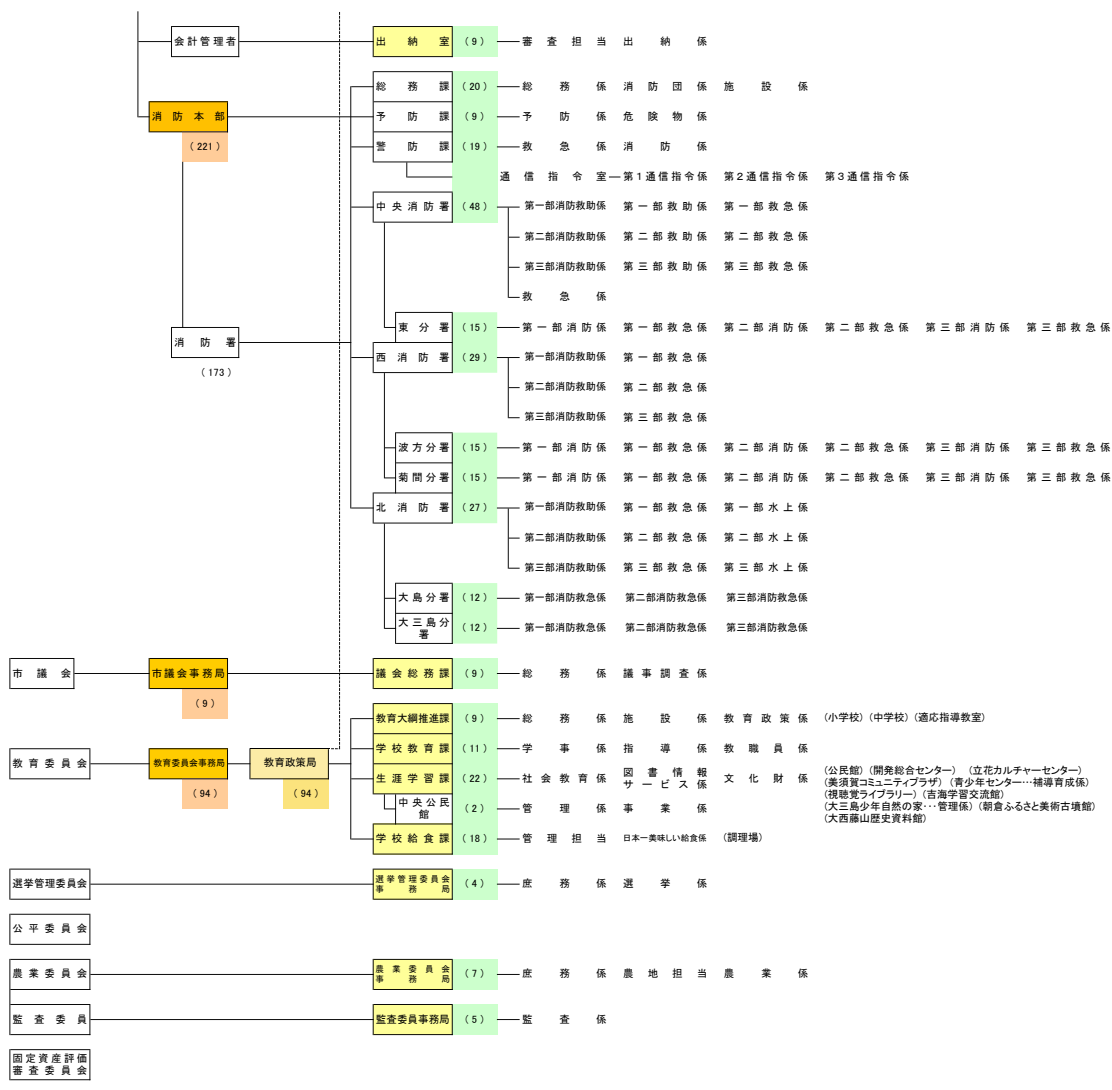 会計管理者 出納室 (9) 審査担当 出納係
総務課 (20) 総務係 消防団係 施設係
消防本部 予防課 (9) 予防係 危険物係
(221) 警防課 (19) 救急係 消防係
通信指令室 第1通信指令係 第2通信指令係 第3通信指令係
中央消防署 (48) 第一部消防救助係 第一部救助係 第一部救急係
第二部消防救助係 第二部救助係 第二部救急係
第三部消防救助係 第三部救助係 第三部救急係
救急係
東分署 (15) 第一部消防係 第一部救急係 第二部消防係 第二部救急係 第三部消防係 第三部救急係
消防署 西消防署 (29) 第一部消防救助係 第一部救急係
(173)
第二部消防救助係 第二部救急係
第三部消防救助係 第三部救急係
波方分署 (15) 第一部消防係 第一部救急係 第二部消防係 第二部救急係 第三部消防係 第三部救急係
菊間分署 (15) 第一部消防係 第一部救急係 第二部消防係 第二部救急係 第三部消防係 第三部救急係
北消防署 (27) 第一部消防救助係 第一部救急係 第一部水上係
第二部消防救助係 第二部救急係 第二部水上係
第三部消防救助係 第三部救急係 第三部水上係
大島分署 (12) 第一部消防救急係 第二部消防救急係 第三部消防救急係
大三島分署 (12) 第一部消防救急係 第二部消防救急係 第三部消防救急係
市議会 市議会事務局 議会総務課 (9) 総務係 議事調査係
(9)
教育大綱推進課 (9) 総務係 施設係 教育政策係 (小学校)(中学校)(適応指導教室)
教育委員会 教育委員会事務局 教育政策局 学校教育課 (11) 学事係 指導係 教職員係
(94) (94)
生涯学習課 (22) 社会教育係 図書情報サービス係 文化財係 (公民館)(開発総合センター)(立花カルチャーセンター)
(美須賀コミュニティプラザ)(青少年センター…補導育成係)
(視聴覚ライブラリー)(吉海学習交流館)
中央公民館 (2) 管理係 事業係 (大三島少年自然の家…管理係)(朝倉ふるさと美術古墳館)
(大西藤山歴史資料館)
学校給食課 (18) 管理担当 日本一美味しい給食係 (調理場)
選挙管理委員会 選挙管理委員会事務局 (4) 庶務係 選挙係
公平委員会
農業委員会 農業委員会事務局 (7) 庶務係 農地担当 農業係
監査委員 監査委員事務局 (5) 監査係
固定資産評価
審査委員会